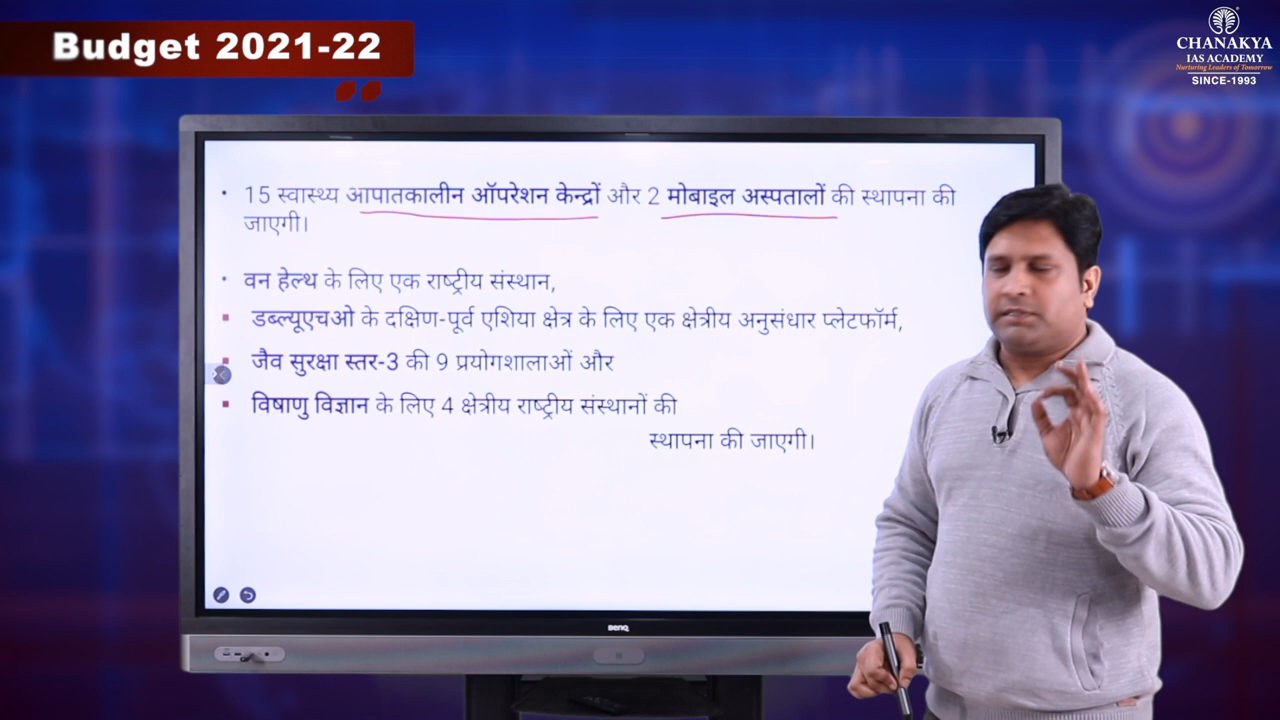 Budget 2021-22
CHANAKYA
IAS ACADEMY
Nurturing Leaders of Tomorrow
SINCE-1993
• 15 स्वास्थ्य आपातकालीन ऑपरेशन केन्द्रों और 2 मोबाइल अस्पतालों की स्थापना की
जाएगी।
• वन हेल्थ के लिए एक राष्ट्रीय संस्थान,
▪ डब्ल्यूएचओ के दक्षिण-पूर्व एशिया क्षेत्र के लिए एक क्षेत्रीय अनुसंधार प्लेटफॉर्म,
▪ जैव सुरक्षा स्तर-3 की 9 प्रयोगशालाओं और
▪ विषाणु विज्ञान के लिए 4 क्षेत्रीय राष्ट्रीय संस्थानों की
स्थापना की जाएगी।
BenQ